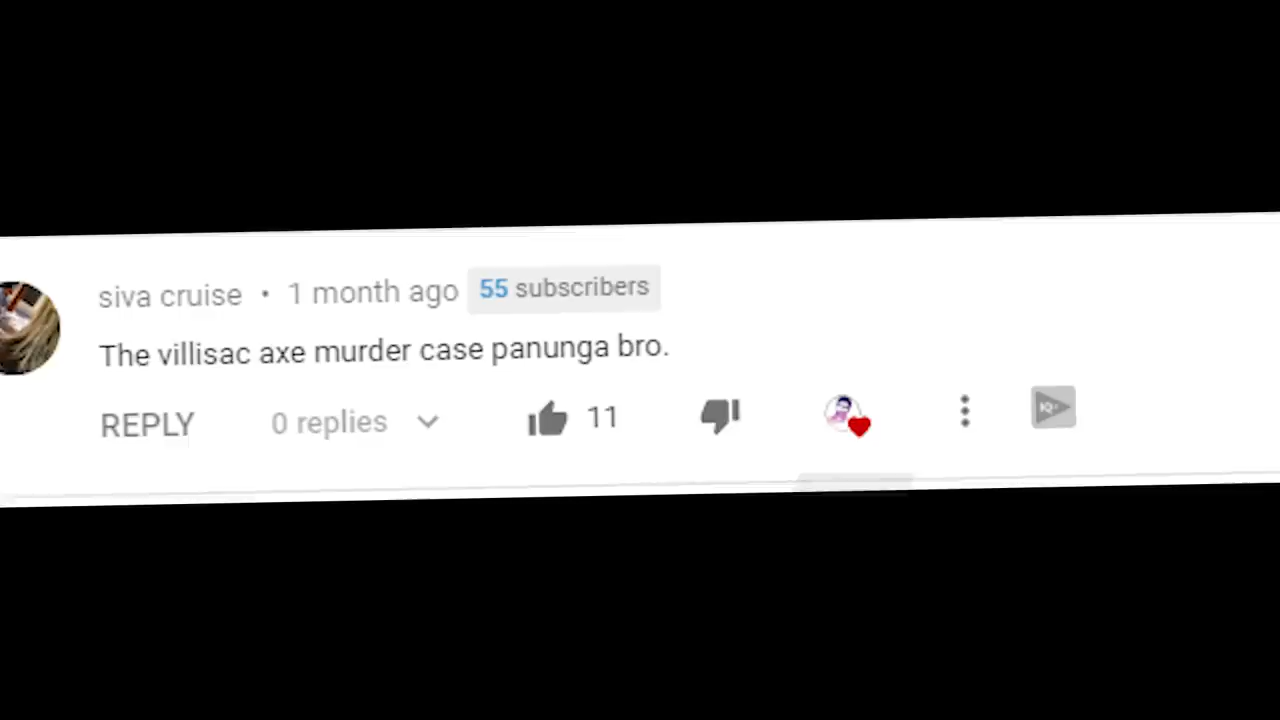 siva cruise • 1 month ago 55 subscribers
The villisac axe murder case panunga bro.
REPLY 0 replies 11